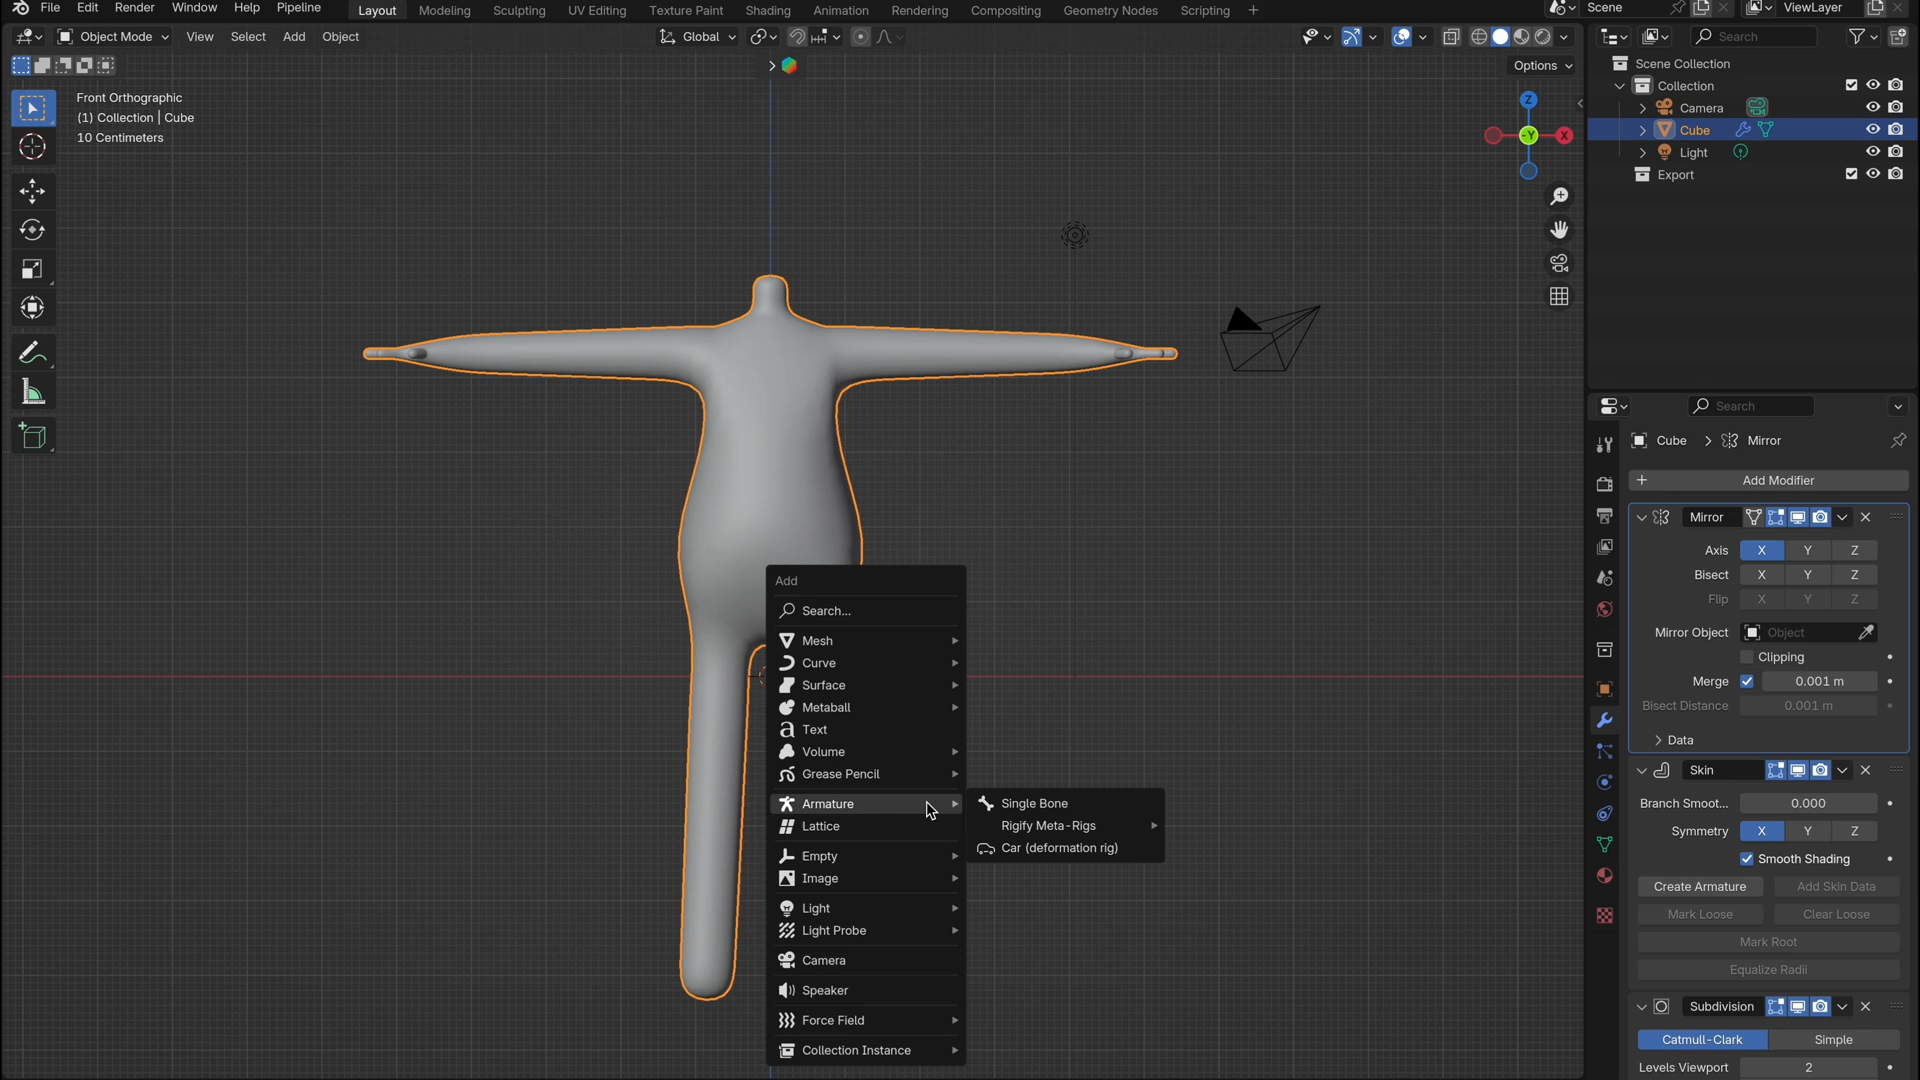 File Edit Render Window Help Pipeline Layout Modeling Sculpting UV Editing Texture Paint Shading Animation Rendering Compositing Geometry Nodes Scripting + Scene ViewLayer
Object Mode View Select Add Object Global Search
Options
Front Orthographic
(1) Collection | Cube
10 Centimeters
Z
-Y
X
Scene Collection
Collection
Camera
Cube
Light
Export
Search
Cube > Mirror
+ Add Modifier
Mirror
Axis X Y Z
Bisect X Y Z
Flip X Y Z
Mirror Object Object
Clipping
Merge 0.001 m
Bisect Distance 0.001 m
> Data
Skin
Branch Smoot... 0.000
Symmetry X Y Z
Smooth Shading
Create Armature Add Skin Data
Mark Loose Clear Loose
Mark Root
Equalize Radii
Subdivision
Catmull-Clark Simple
Levels Viewport 2
Add
Search...
Mesh
Curve
Surface
Metaball
Text
Volume
Grease Pencil
Armature
Lattice
Empty
Image
Light
Light Probe
Camera
Speaker
Force Field
Collection Instance
Single Bone
Rigify Meta-Rigs
Car (deformation rig)